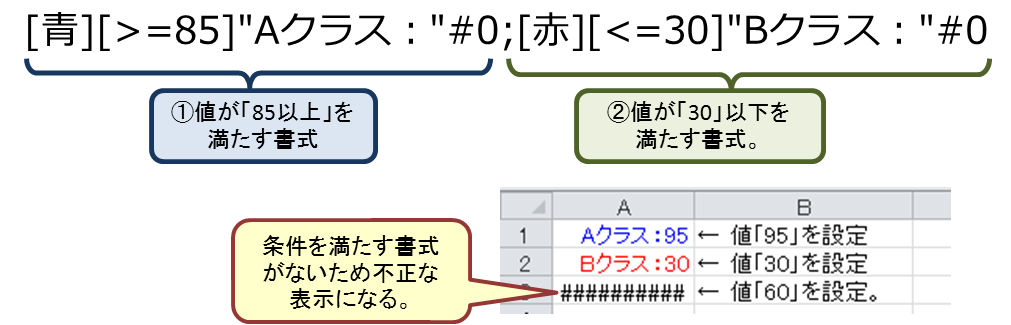 [青][>=85]"Aクラス："#0;[赤][<=30]"Bクラス："#0
①値が「85以上」を
満たす書式
②値が「30」以下を
満たす書式。
A B
1 Aクラス：95 ← 値「95」を設定
2 Bクラス：30 ← 値「30」を設定
########## ← 値「60」を設定。
条件を満たす書式
がないため不正な
表示になる。